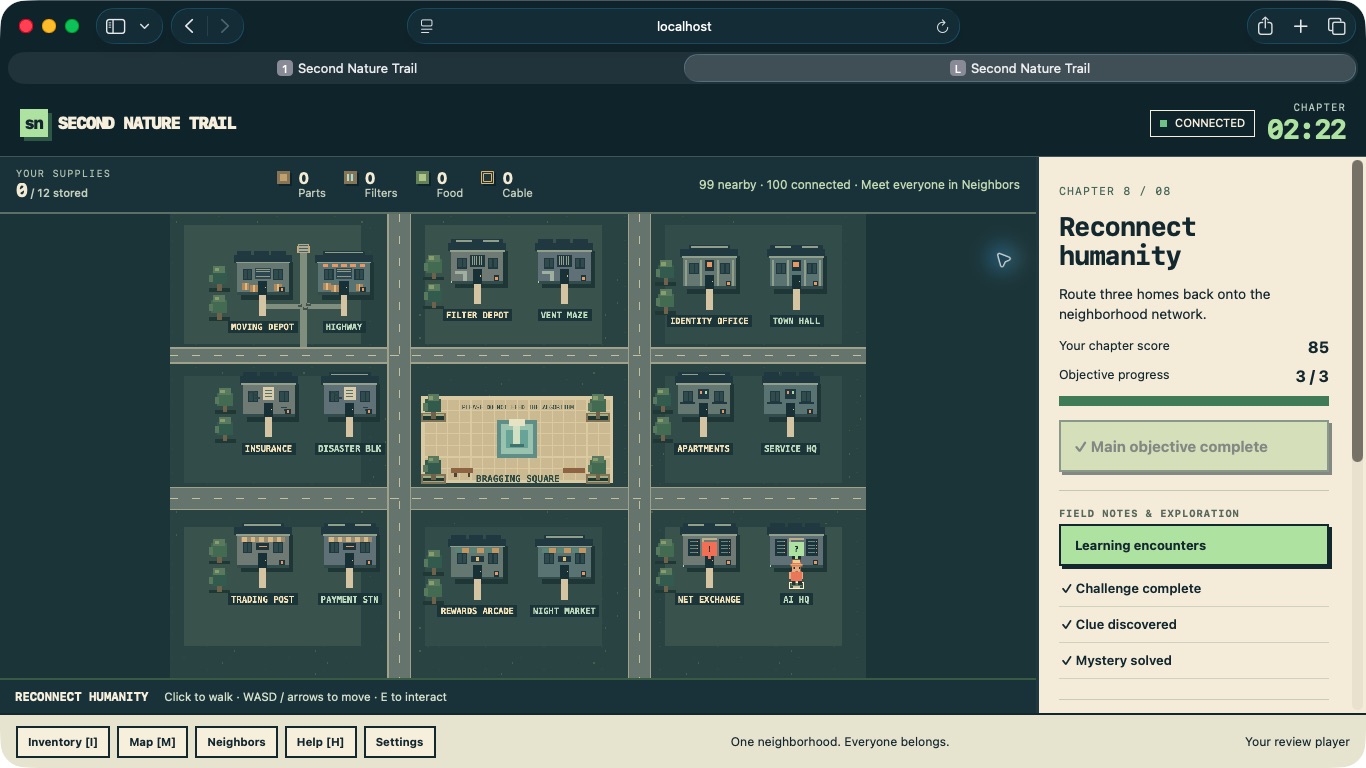 localhost
1 Second Nature Trail
L Second Nature Trail
sn SECOND NATURE TRAIL
CONNECTED
CHAPTER
02:22
YOUR SUPPLIES
0 / 12 stored
0 Parts
0 Filters
0 Food
0 Cable
99 nearby · 100 connected · Meet everyone in Neighbors
MOVING DEPOT
HIGHWAY
FILTER DEPOT
VENT MAZE
IDENTITY OFFICE
TOWN HALL
INSURANCE
DISASTER BLK
BRAGGING SQUARE
APARTMENTS
SERVICE HQ
TRADING POST
PAYMENT STN
REWARDS ARCADE
NIGHT MARKET
!
?
NET EXCHANGE
AI HQ
RECONNECT HUMANITY Click to walk · WASD / arrows to move · E to interact
CHAPTER 8 / 08
Reconnect
humanity
Route three homes back onto the
neighborhood network.
Your chapter score 85
Objective progress 3 / 3
✓ Main objective complete
FIELD NOTES & EXPLORATION
Learning encounters
✓ Challenge complete
✓ Clue discovered
✓ Mystery solved
Inventory [I]
Map [M]
Neighbors
Help [H]
Settings
One neighborhood. Everyone belongs.
Your review player